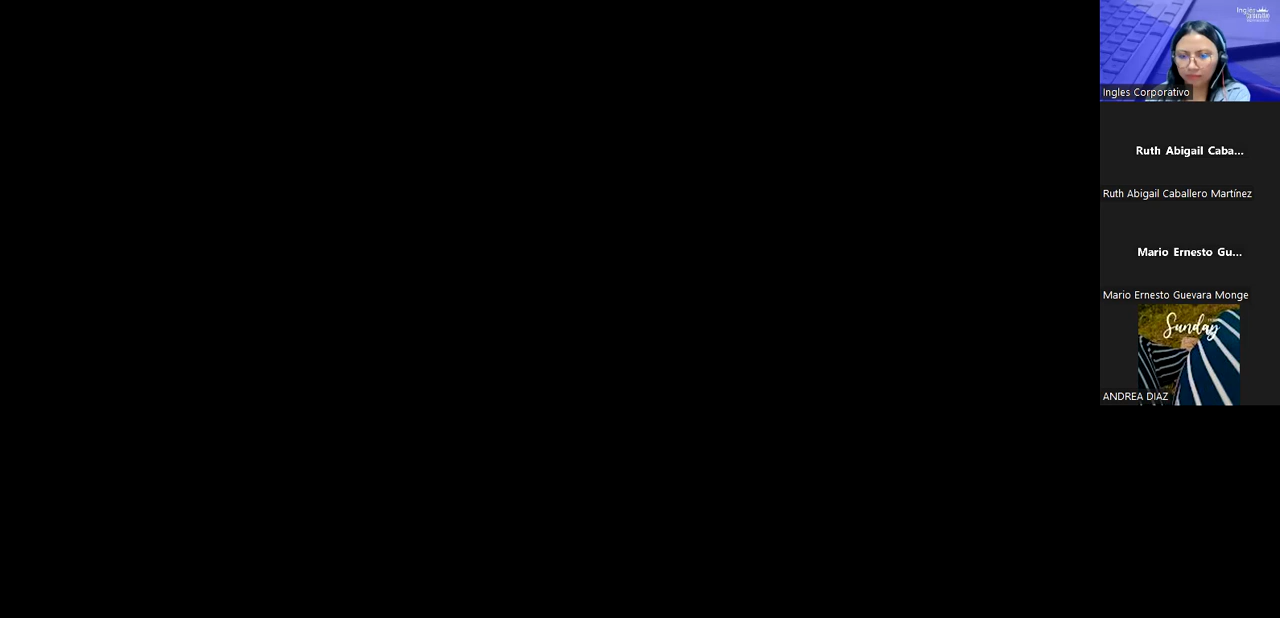 Ingles
Ingles Corporativo
Ruth Abigail Caba...
Ruth Abigail Caballero Martínez
Mario Ernesto Gu...
Mario Ernesto Guevara Monge
Sunday
ANDREA DIAZ